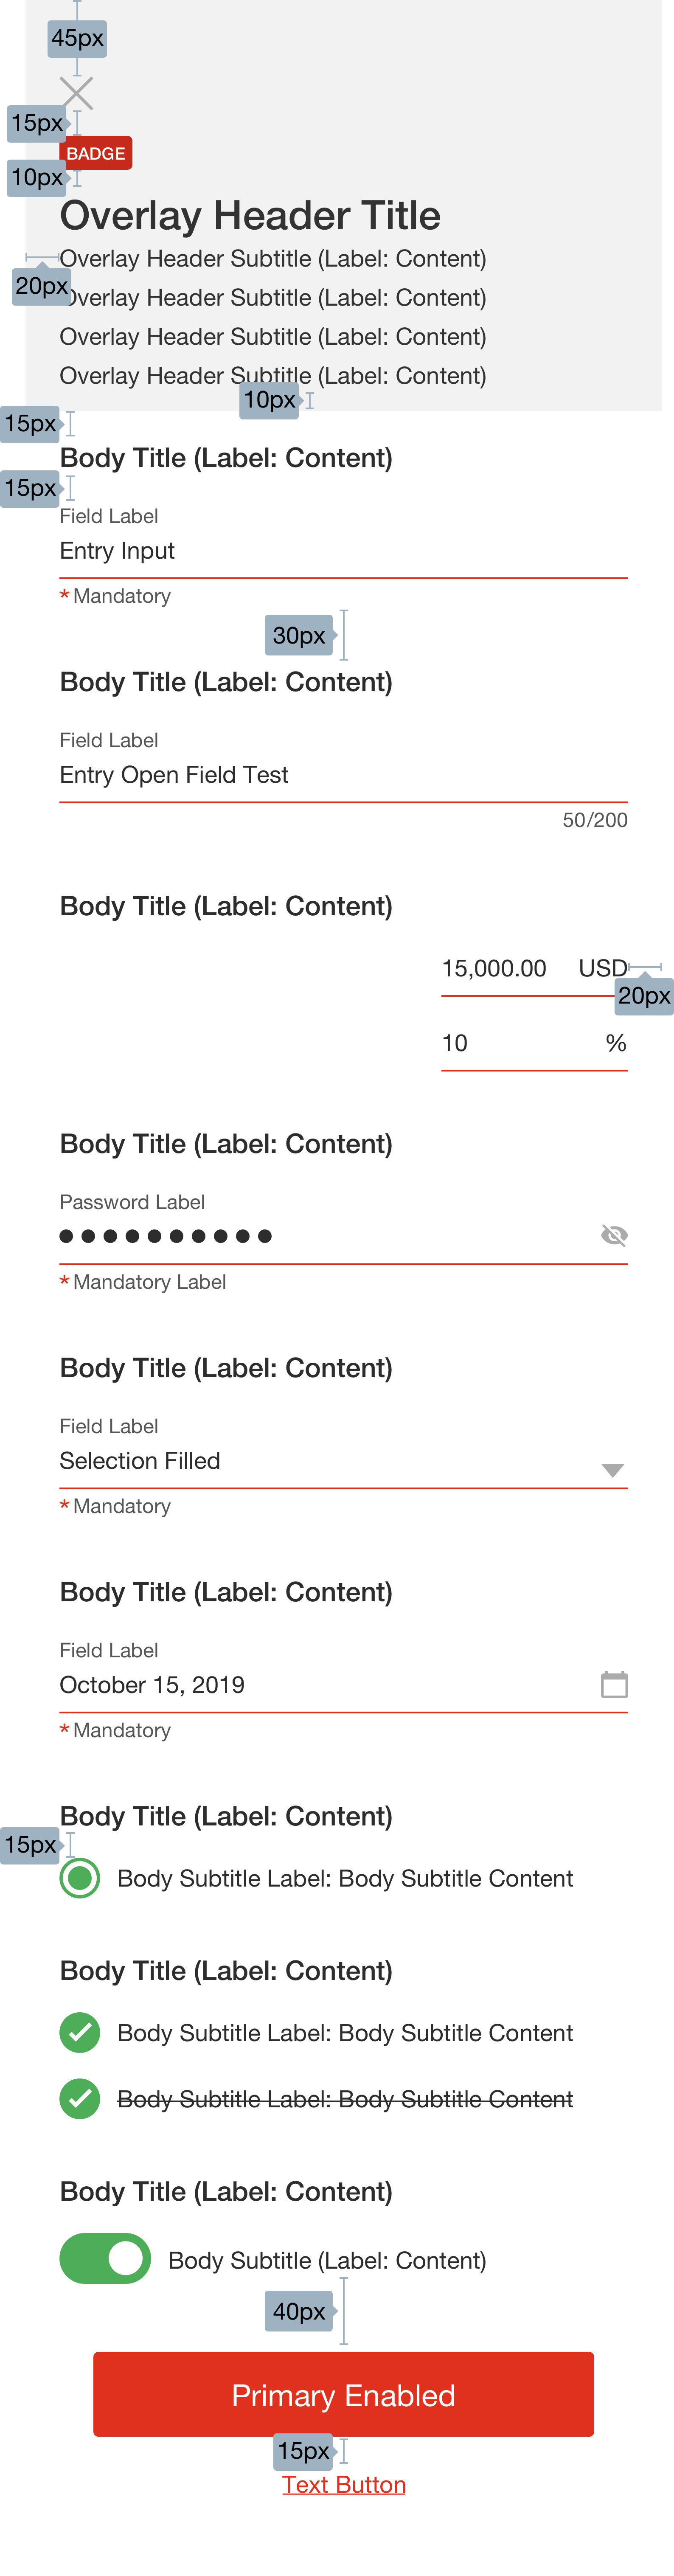 45px
15px
BADGE
10px
Overlay Header Title
Overlay Header Subtitle (Label: Content)
20px
Overlay Header Subtitle (Label: Content)
Overlay Header Subtitle (Label: Content)
Overlay Header Subtitle (Label: Content)
10px
15px
Body Title (Label: Content)
15px
Field Label
Entry Input
* Mandatory
30px
Body Title (Label: Content)
Field Label
Entry Open Field Test
50/200
Body Title (Label: Content)
15,000.00 USD
20px
10 %
Body Title (Label: Content)
Password Label
* Mandatory Label
Body Title (Label: Content)
Field Label
Selection Filled
* Mandatory
Body Title (Label: Content)
Field Label
October 15, 2019
* Mandatory
Body Title (Label: Content)
15px
Body Subtitle Label: Body Subtitle Content
Body Title (Label: Content)
Body Subtitle Label: Body Subtitle Content
Body Subtitle Label: Body Subtitle Content
Body Title (Label: Content)
Body Subtitle (Label: Content)
40px
Primary Enabled
15px
Text Button